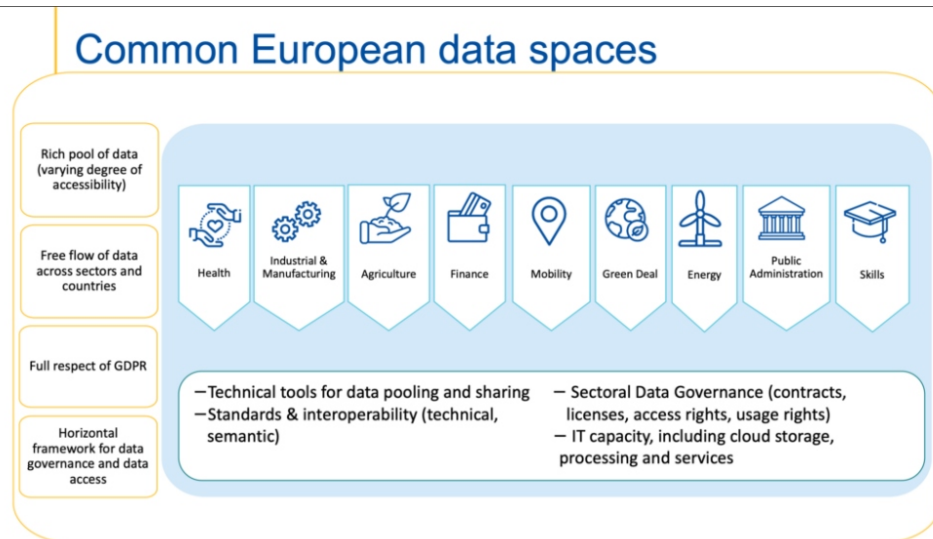 Common European data spaces
Rich pool of data
(varying degree of
accessibility)
Free flow of data
across sectors and
countries
Full respect of GDPR
Horizontal
framework for data
governance and data
access
Health
Industrial &
Manufacturing
Agriculture
Finance
Mobility
Green Deal
Energy
Public
Administration
Skills
—Technical tools for data pooling and sharing
—Standards & interoperability (technical,
semantic)
— Sectoral Data Governance (contracts,
licenses, access rights, usage rights)
— IT capacity, including cloud storage,
processing and services